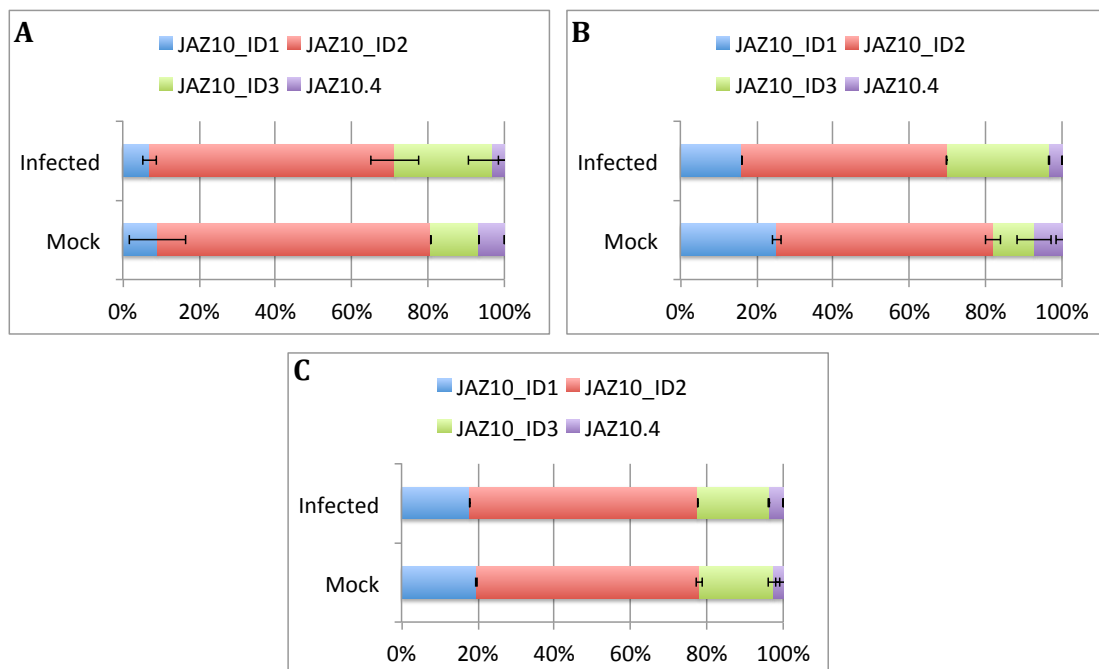 A
JAZ10_ID1 JAZ10_ID2
JAZ10_ID3 JAZ10.4
Infected
Mock
0% 20% 40% 60% 80% 100%
B
JAZ10_ID1 JAZ10_ID2
JAZ10_ID3 JAZ10.4
Infected
Mock
0% 20% 40% 60% 80% 100%
C
JAZ10_ID1 JAZ10_ID2
JAZ10_ID3 JAZ10.4
Infected
Mock
0% 20% 40% 60% 80% 100%